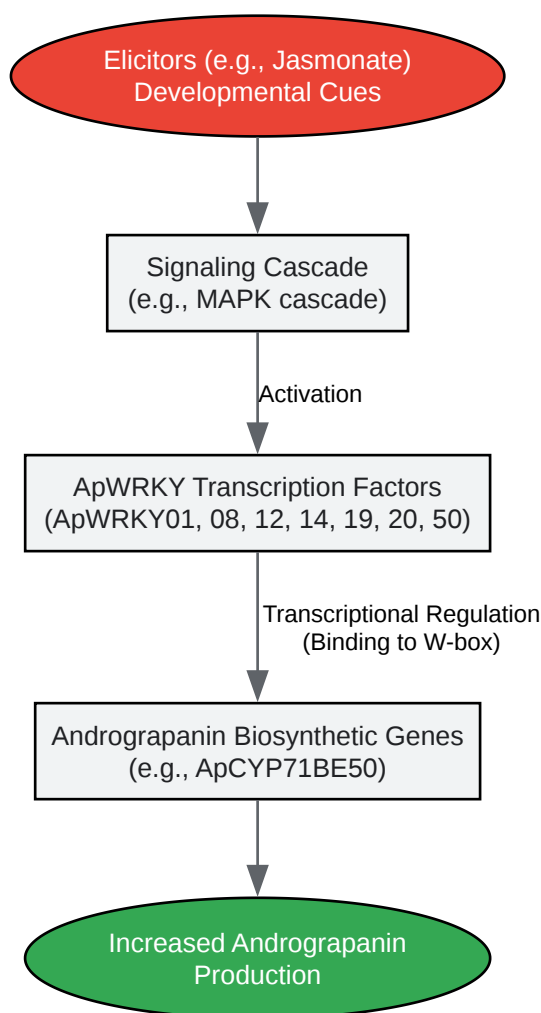 Elicitors (e.g., Jasmonate)
Developmental Cues
Signaling Cascade
(e.g., MAPK cascade)
Activation
ApWRKY Transcription Factors
(ApWRKY01, 08, 12, 14, 19, 20, 50)
Transcriptional Regulation
(Binding to W-box)
Andrograpanin Biosynthetic Genes
(e.g., ApCYP71BE50)
Increased Andrograpanin
Production